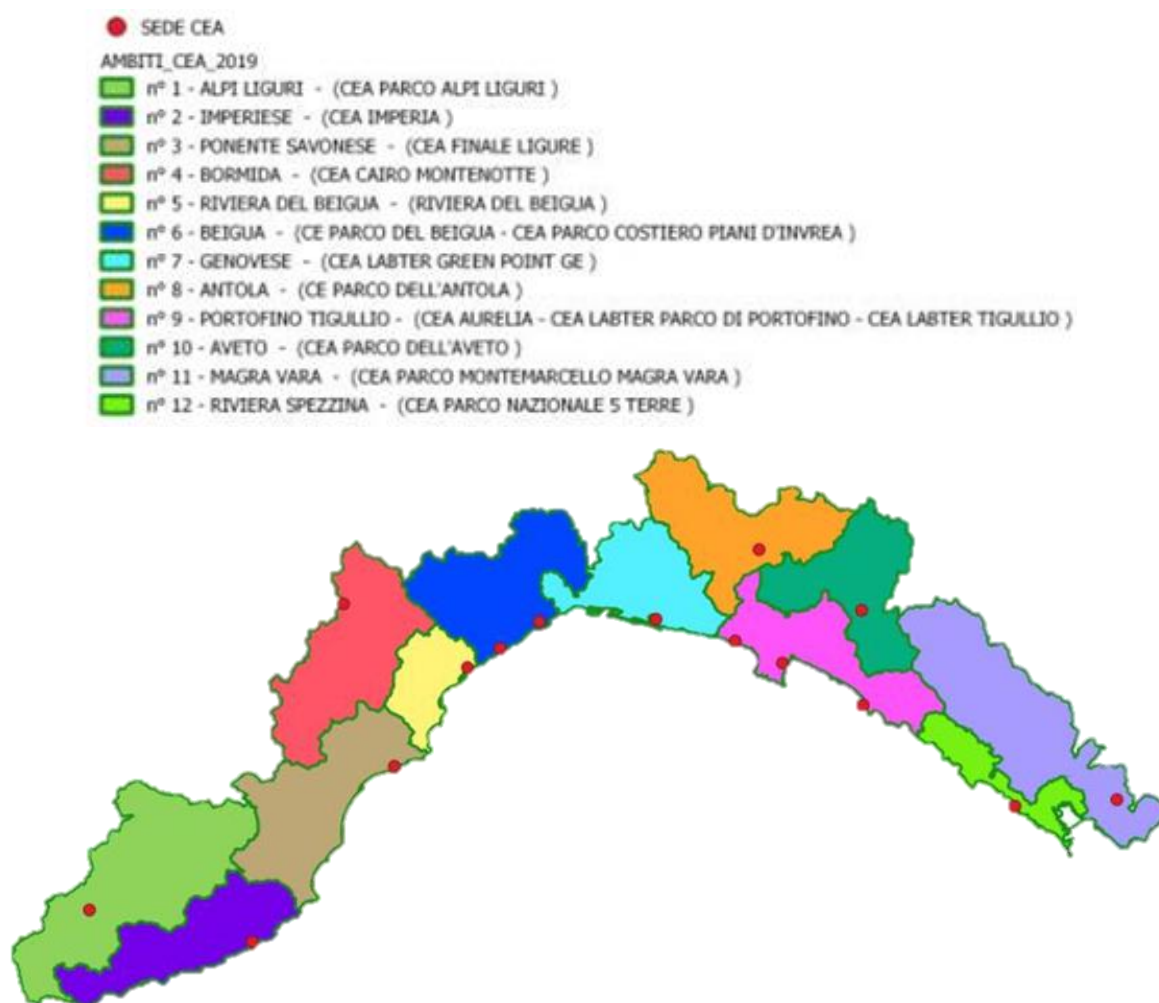 SEDE CEA
AMBITI_CEA_2019
n° 1 - ALPI LIGURI - (CEA PARCO ALPI LIGURI )
n° 2 - IMPERIESE - (CEA IMPERIA )
n° 3 - PONENTE SAVONESE - (CEA FINALE LIGURE )
n° 4 - BORMIDA - (CEA CAIRO MONTENOTTE )
n° 5 - RIVIERA DEL BEIGUA - (RIVIERA DEL BEIGUA )
n° 6 - BEIGUA - (CE PARCO DEL BEIGUA - CEA PARCO COSTIERO PIANI D'INVREA )
n° 7 - GENOVESE - (CEA LABTER GREEN POINT GE )
n° 8 - ANTOLA - (CE PARCO DELL'ANTOLA )
n° 9 - PORTOFINO TIGULLIO - (CEA AURELIA - CEA LABTER PARCO DI PORTOFINO - CEA LABTER TIGULLIO )
n° 10 - AVETO - (CEA PARCO DELL'AVETO )
n° 11 - MAGRA VARA - (CEA PARCO MONTEMARCELLO MAGRA VARA )
n° 12 - RIVIERA SPEZZINA - (CEA PARCO NAZIONALE 5 TERRE )